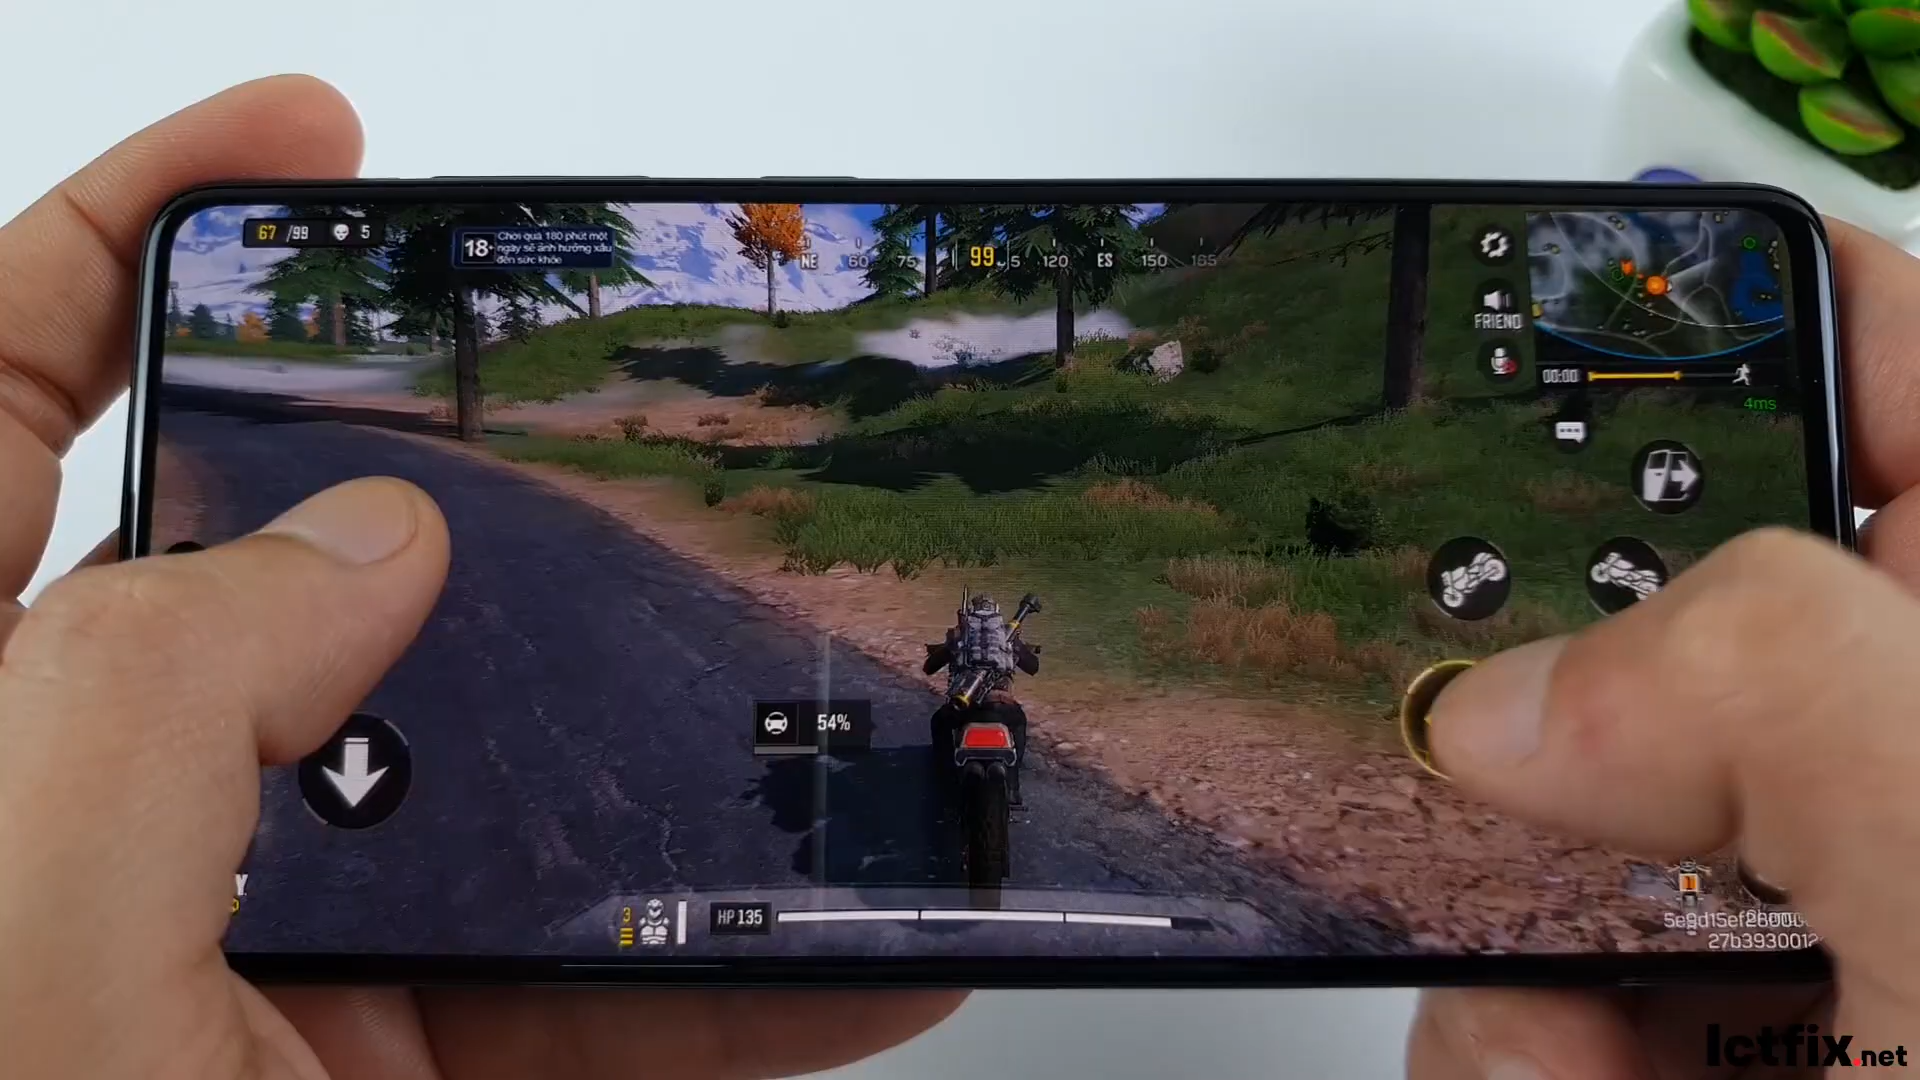 67 /99 5
18+ Chơi quá 180 phút một
ngày sẽ ảnh hưởng xấu
đến sức khỏe
NE 60 75 99 5 120 ES 150 165
FRIEND
00:00
4ms
54%
3
HP 135
Y
27b3930012
Ictfix.net